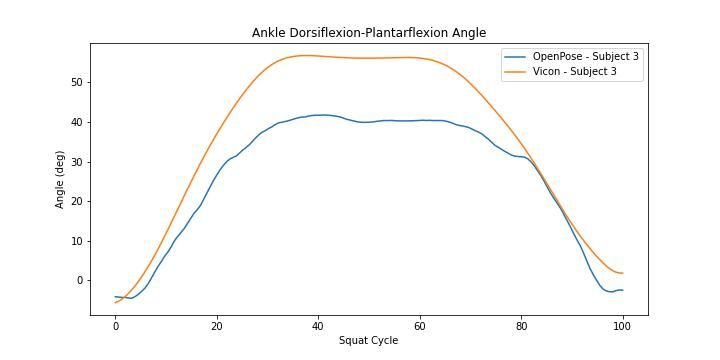 Ankle Dorsiflexion-Plantarflexion Angle
OpenPose - Subject 3
Vicon - Subject 3
Angle (deg)
50
40
30
20
10
0
0 20 40 60 80 100
Squat Cycle